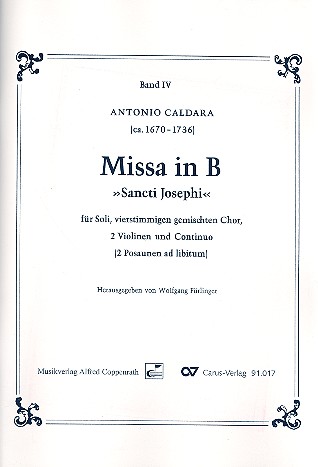 Band IV
ANTONIO CALDARA
[ca. 1670–1736]
Missa in B
»Sancti Josephi«
für Soli, vierstimmigen gemischten Chor,
2 Violinen und Continuo
[2 Posaunen ad libitum]
Herausgegeben von Wolfgang Fürlinger
Musikverlag Alfred Coppenrath Carus-Verlag 91.017